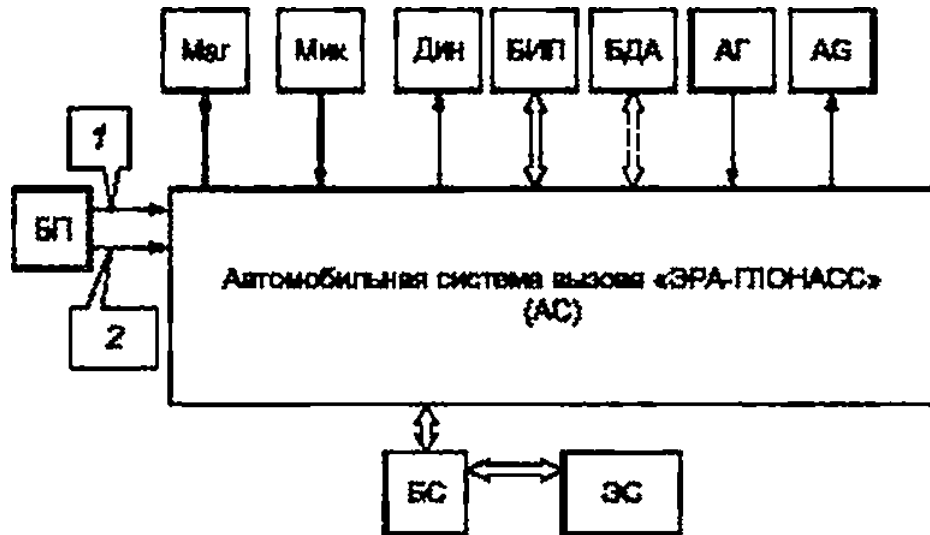 Маг
Мик
Дин
БИП
БДА
АГ
AG
1
БП
2
Автомобильная система вызова «ЭРА-ГЛОНАСС»
(АС)
БС
ЭС